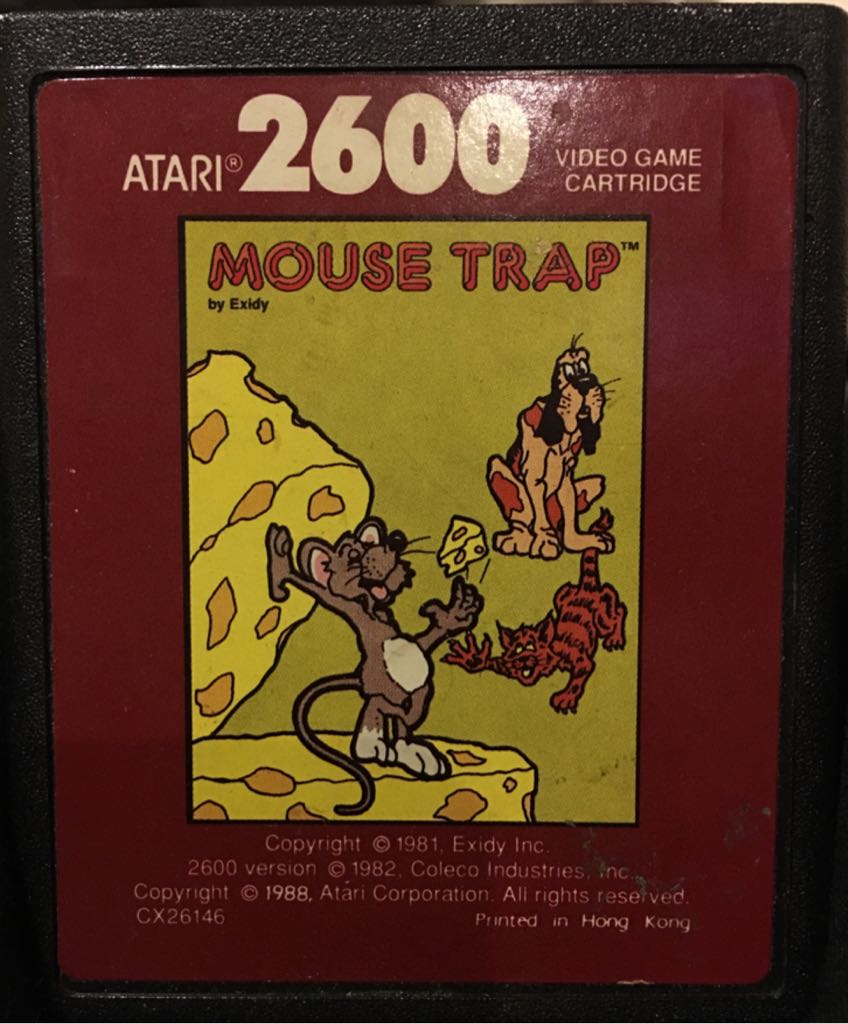 ATARI® 2600 VIDEO GAME
CARTRIDGE
MOUSE TRAP™
by Exidy
Copyright © 1981, Exidy Inc.
2600 version © 1982, Coleco Industries, Inc.
Copyright © 1988, Atari Corporation. All rights reserved.
CX26146 Printed in Hong Kong